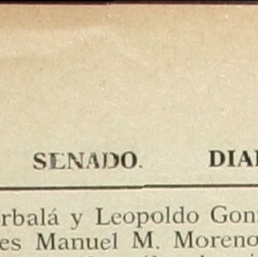 SENADO. DIA
rbalá y Leopoldo Gon
es Manuel M. Moreno